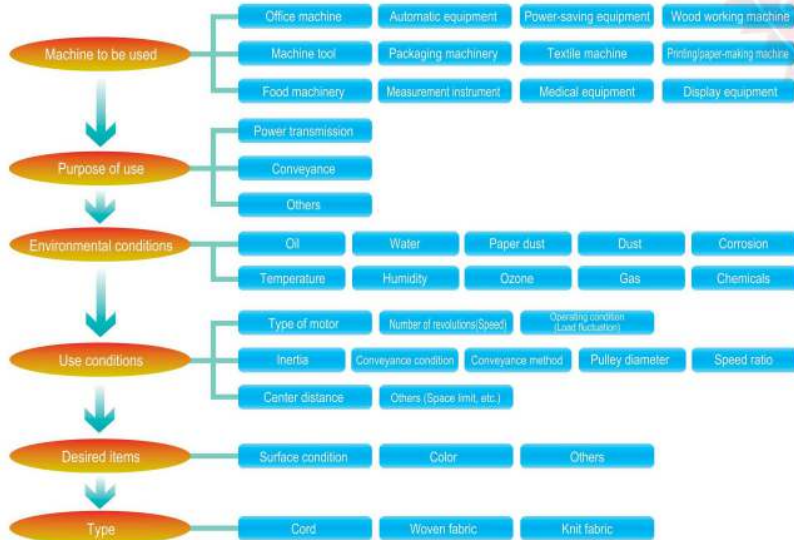 Office machine
Automatic equipment
Power-saving equipment
Wood working machine
Machine to be used
Machine tool
Packaging machinery
Textile machine
Printing/paper-making machine
Food machinery
Measurement instrument
Medical equipment
Display equipment
Power transmission
Purpose of use
Conveyance
Others
Environmental conditions
Oil
Water
Paper dust
Dust
Corrosion
Temperature
Humidity
Ozone
Gas
Chemicals
Type of motor
Number of revolutions(Speed)
Operating condition
(Load fluctuation)
Use conditions
Inertia
Conveyance condition
Conveyance method
Pulley diameter
Speed ratio
Center distance
Others (Space limit, etc.)
Desired items
Surface condition
Color
Others
Type
Cord
Woven fabric
Knit fabric